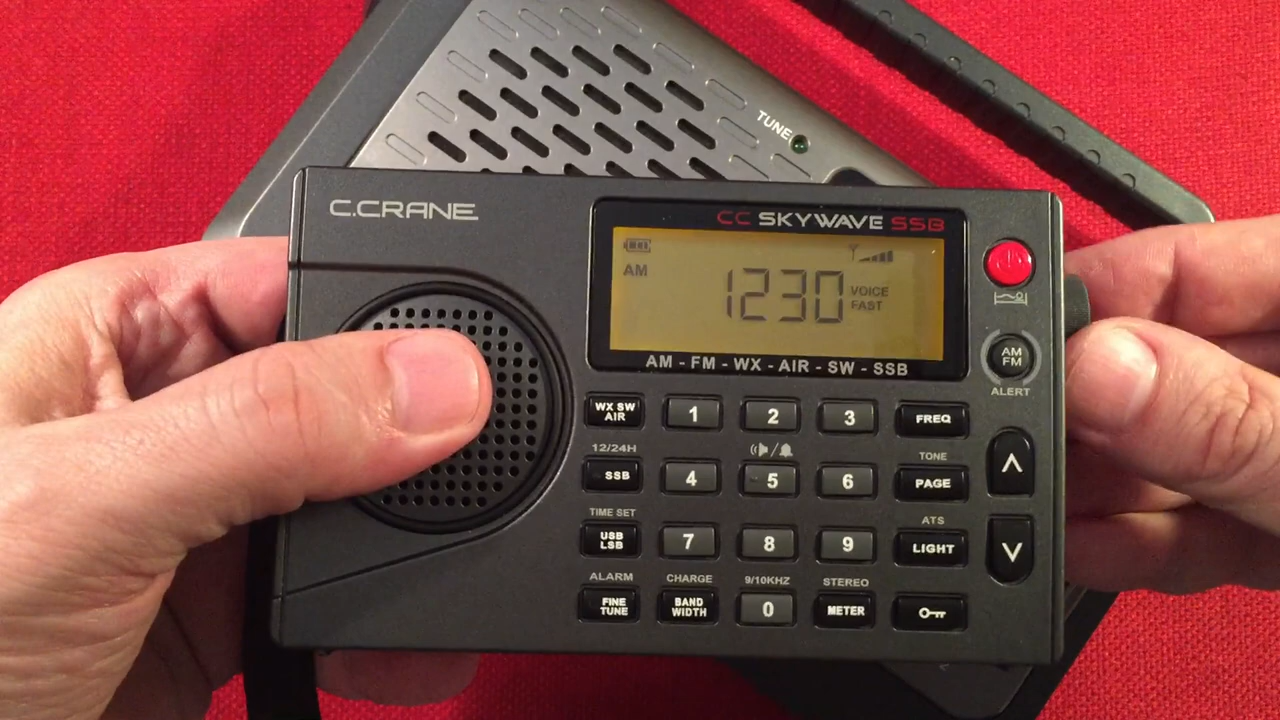 TUNE
C.CRANE
CC SKYWAVE SSB
AM
1230
VOICE
FAST
AM - FM - WX - AIR - SW - SSB
AM
FM
ALERT
WX SW
AIR
1
2
3
FREQ
12/24H
TONE
SSB
4
5
6
PAGE
TIME SET
ATS
USB
LSB
7
8
9
LIGHT
ALARM
CHARGE
9/10KHZ
STEREO
FINE
TUNE
BAND
WIDTH
0
METER